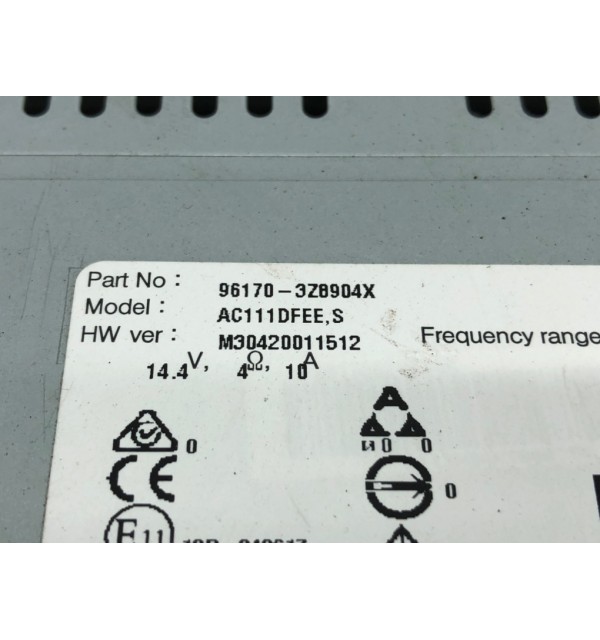 Part No : 96170-3Z8904X
Model : AC111DFEE,S
HW ver : M30420011512
Frequency range
14.4V, 4Ω, 10A
A
0
0 0
CE
0
E11